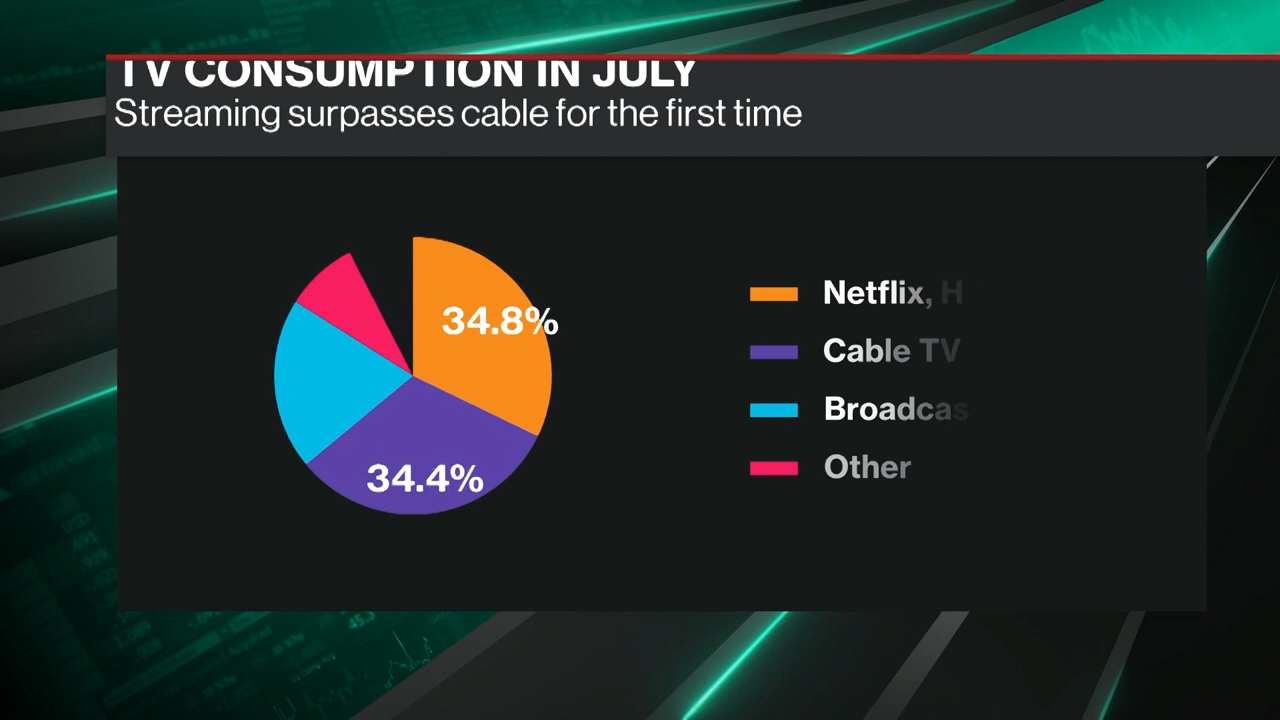 TV CONSUMPTION IN JULY
Streaming surpasses cable for the first time
34.8%
34.4%
Netflix, H
Cable TV
Broadcas
Other